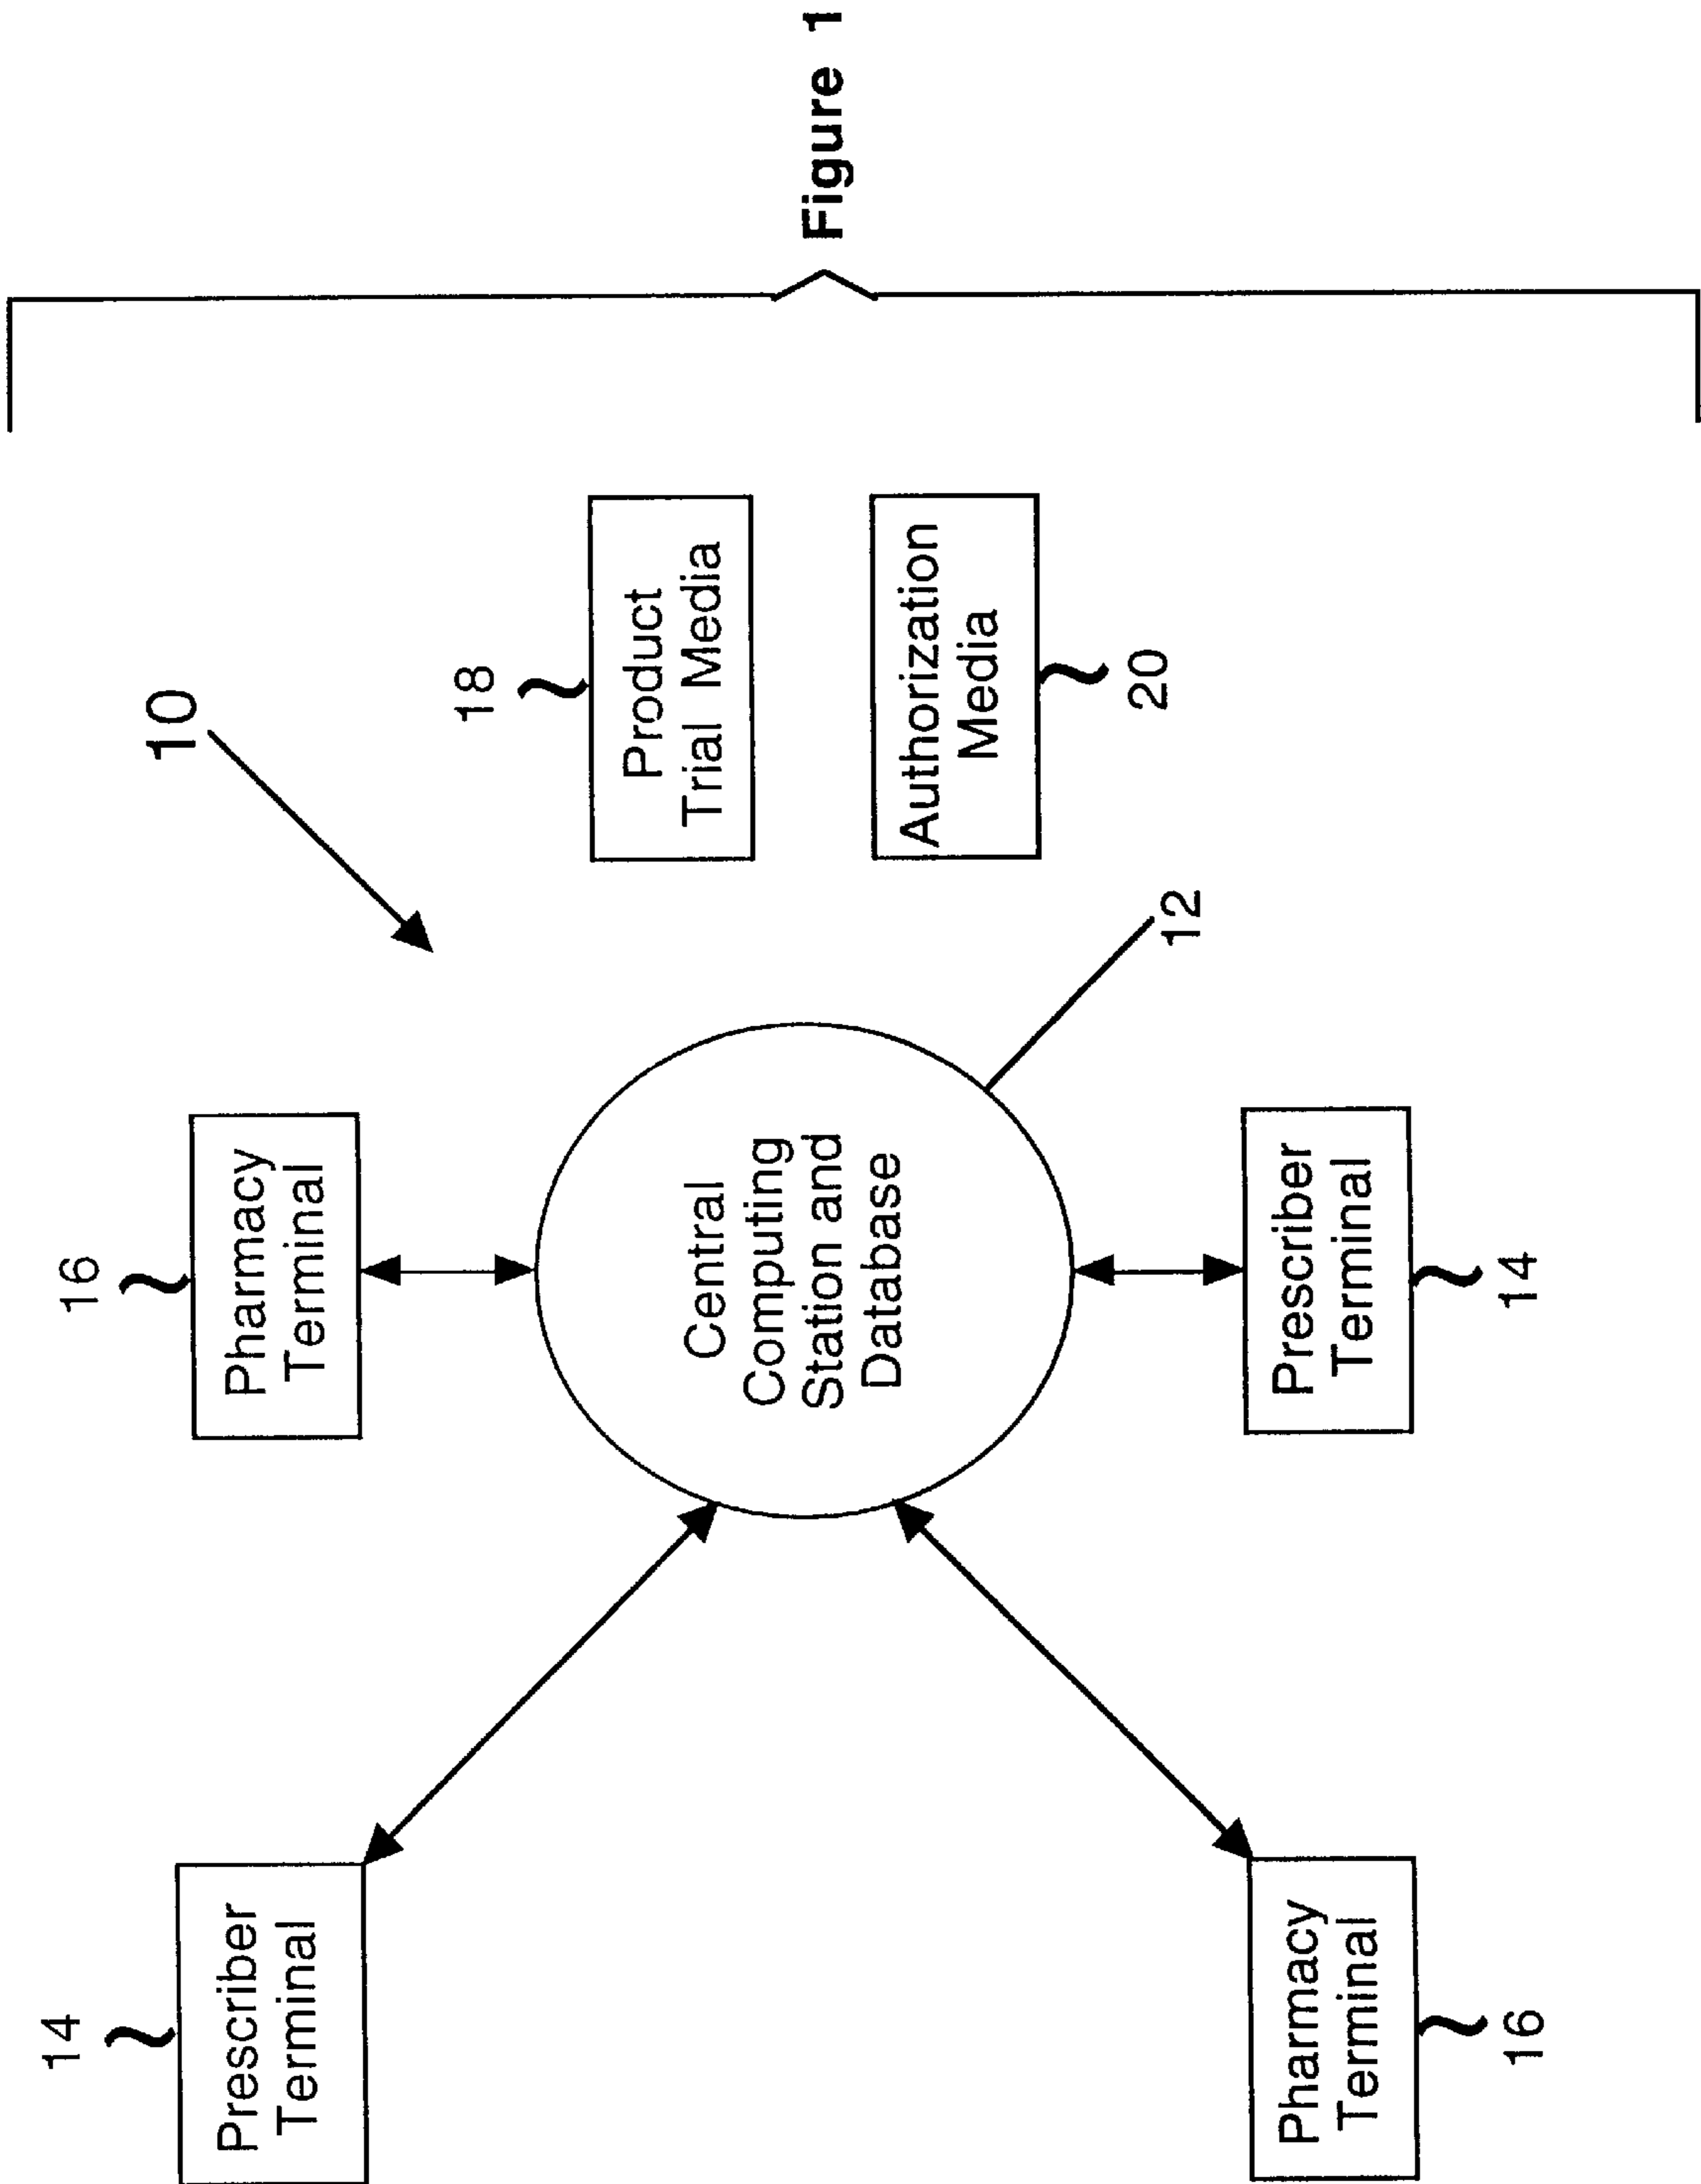 14
Prescriber
Terminal
16
Pharmacy
Terminal
10
18
Product
Trial Media
Central
Computing
Station and
Database
Authorization
Media
20
12
Pharmacy
Terminal
16
Prescriber
Terminal
14
Figure 1